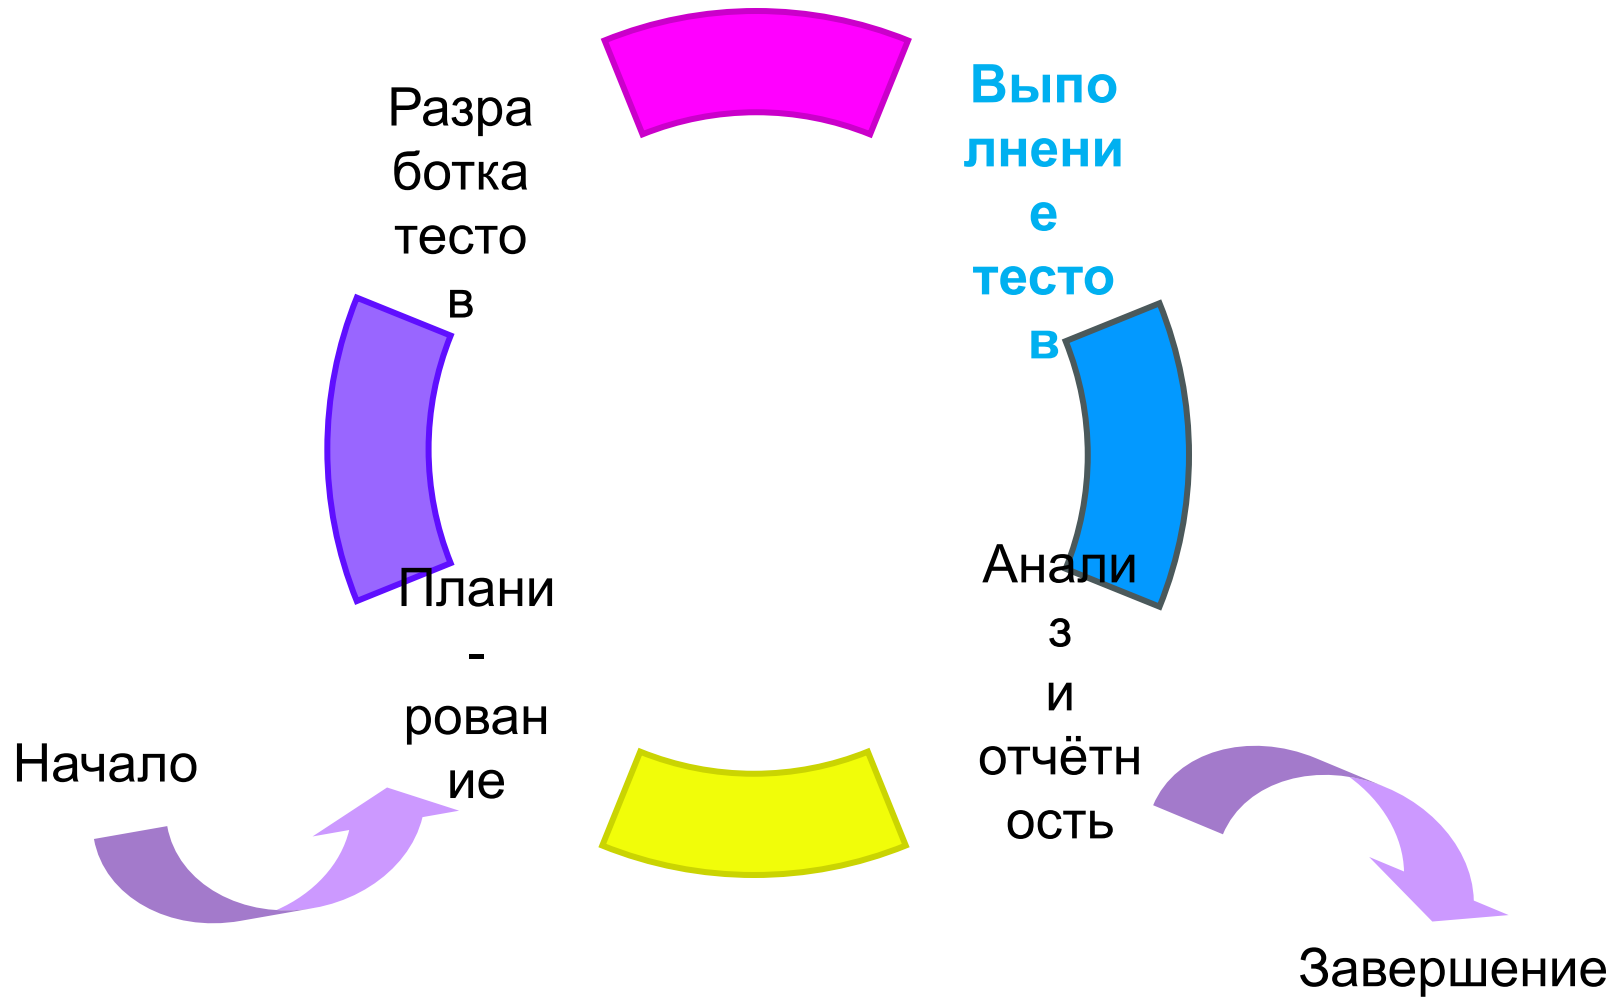 Разра
ботка
тесто
в
Выпо
лнени
е
тесто
в
Плани
-
рован
ие
Анали
з
и
отчётн
ость
Начало
Завершение